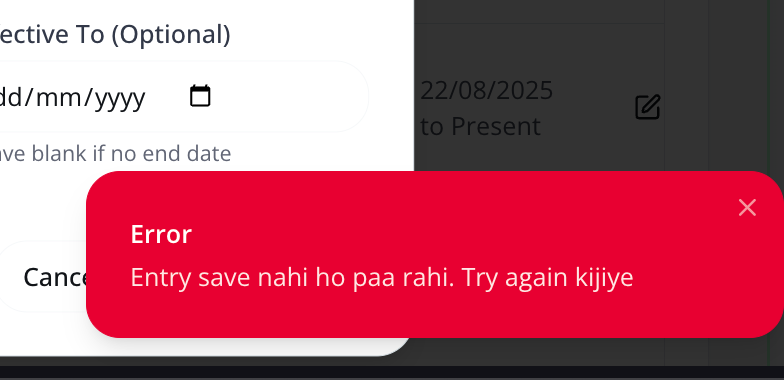 ective To (Optional)
dd/mm/yyyy
ave blank if no end date
22/08/2025
to Present
Cance
Error
Entry save nahi ho paa rahi. Try again kijiye